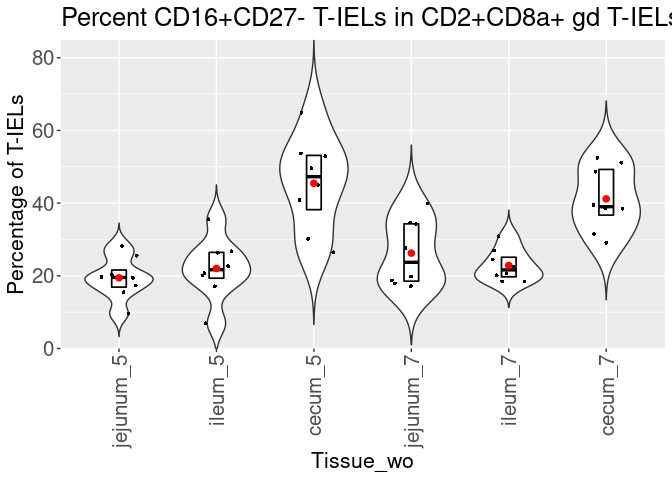 Percent CD16+CD27- T-IELs in CD2+CD8a+ gd T-IELs
Percentage of T-IELs
80
60
40
20
0
jejunum_5
ileum_5
cecum_5
jejunum_7
ileum_7
cecum_7
Tissue_wo